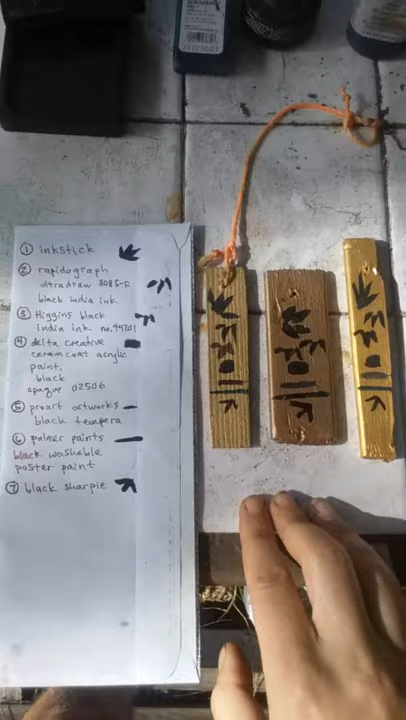 ① inkstick
② rapidograph
ultradraw 3085-F
black India ink
③ Higgins black
India ink no. 44201
④ delta creative
ceramcoat acrylic
paint.
black
opaque 02506
⑤ proart artworks
black tempera
⑥ palmer paints
black washable
poster paint
⑦ black sharpie